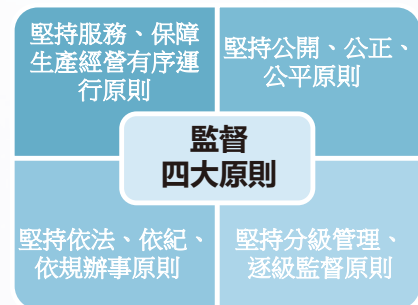 堅持服務、保障
生產經營有序運
行原則
堅持公開、公正、
公平原則
監督
四大原則
堅持依法、依紀、
依規辦事原則
堅持分級管理、
逐級監督原則